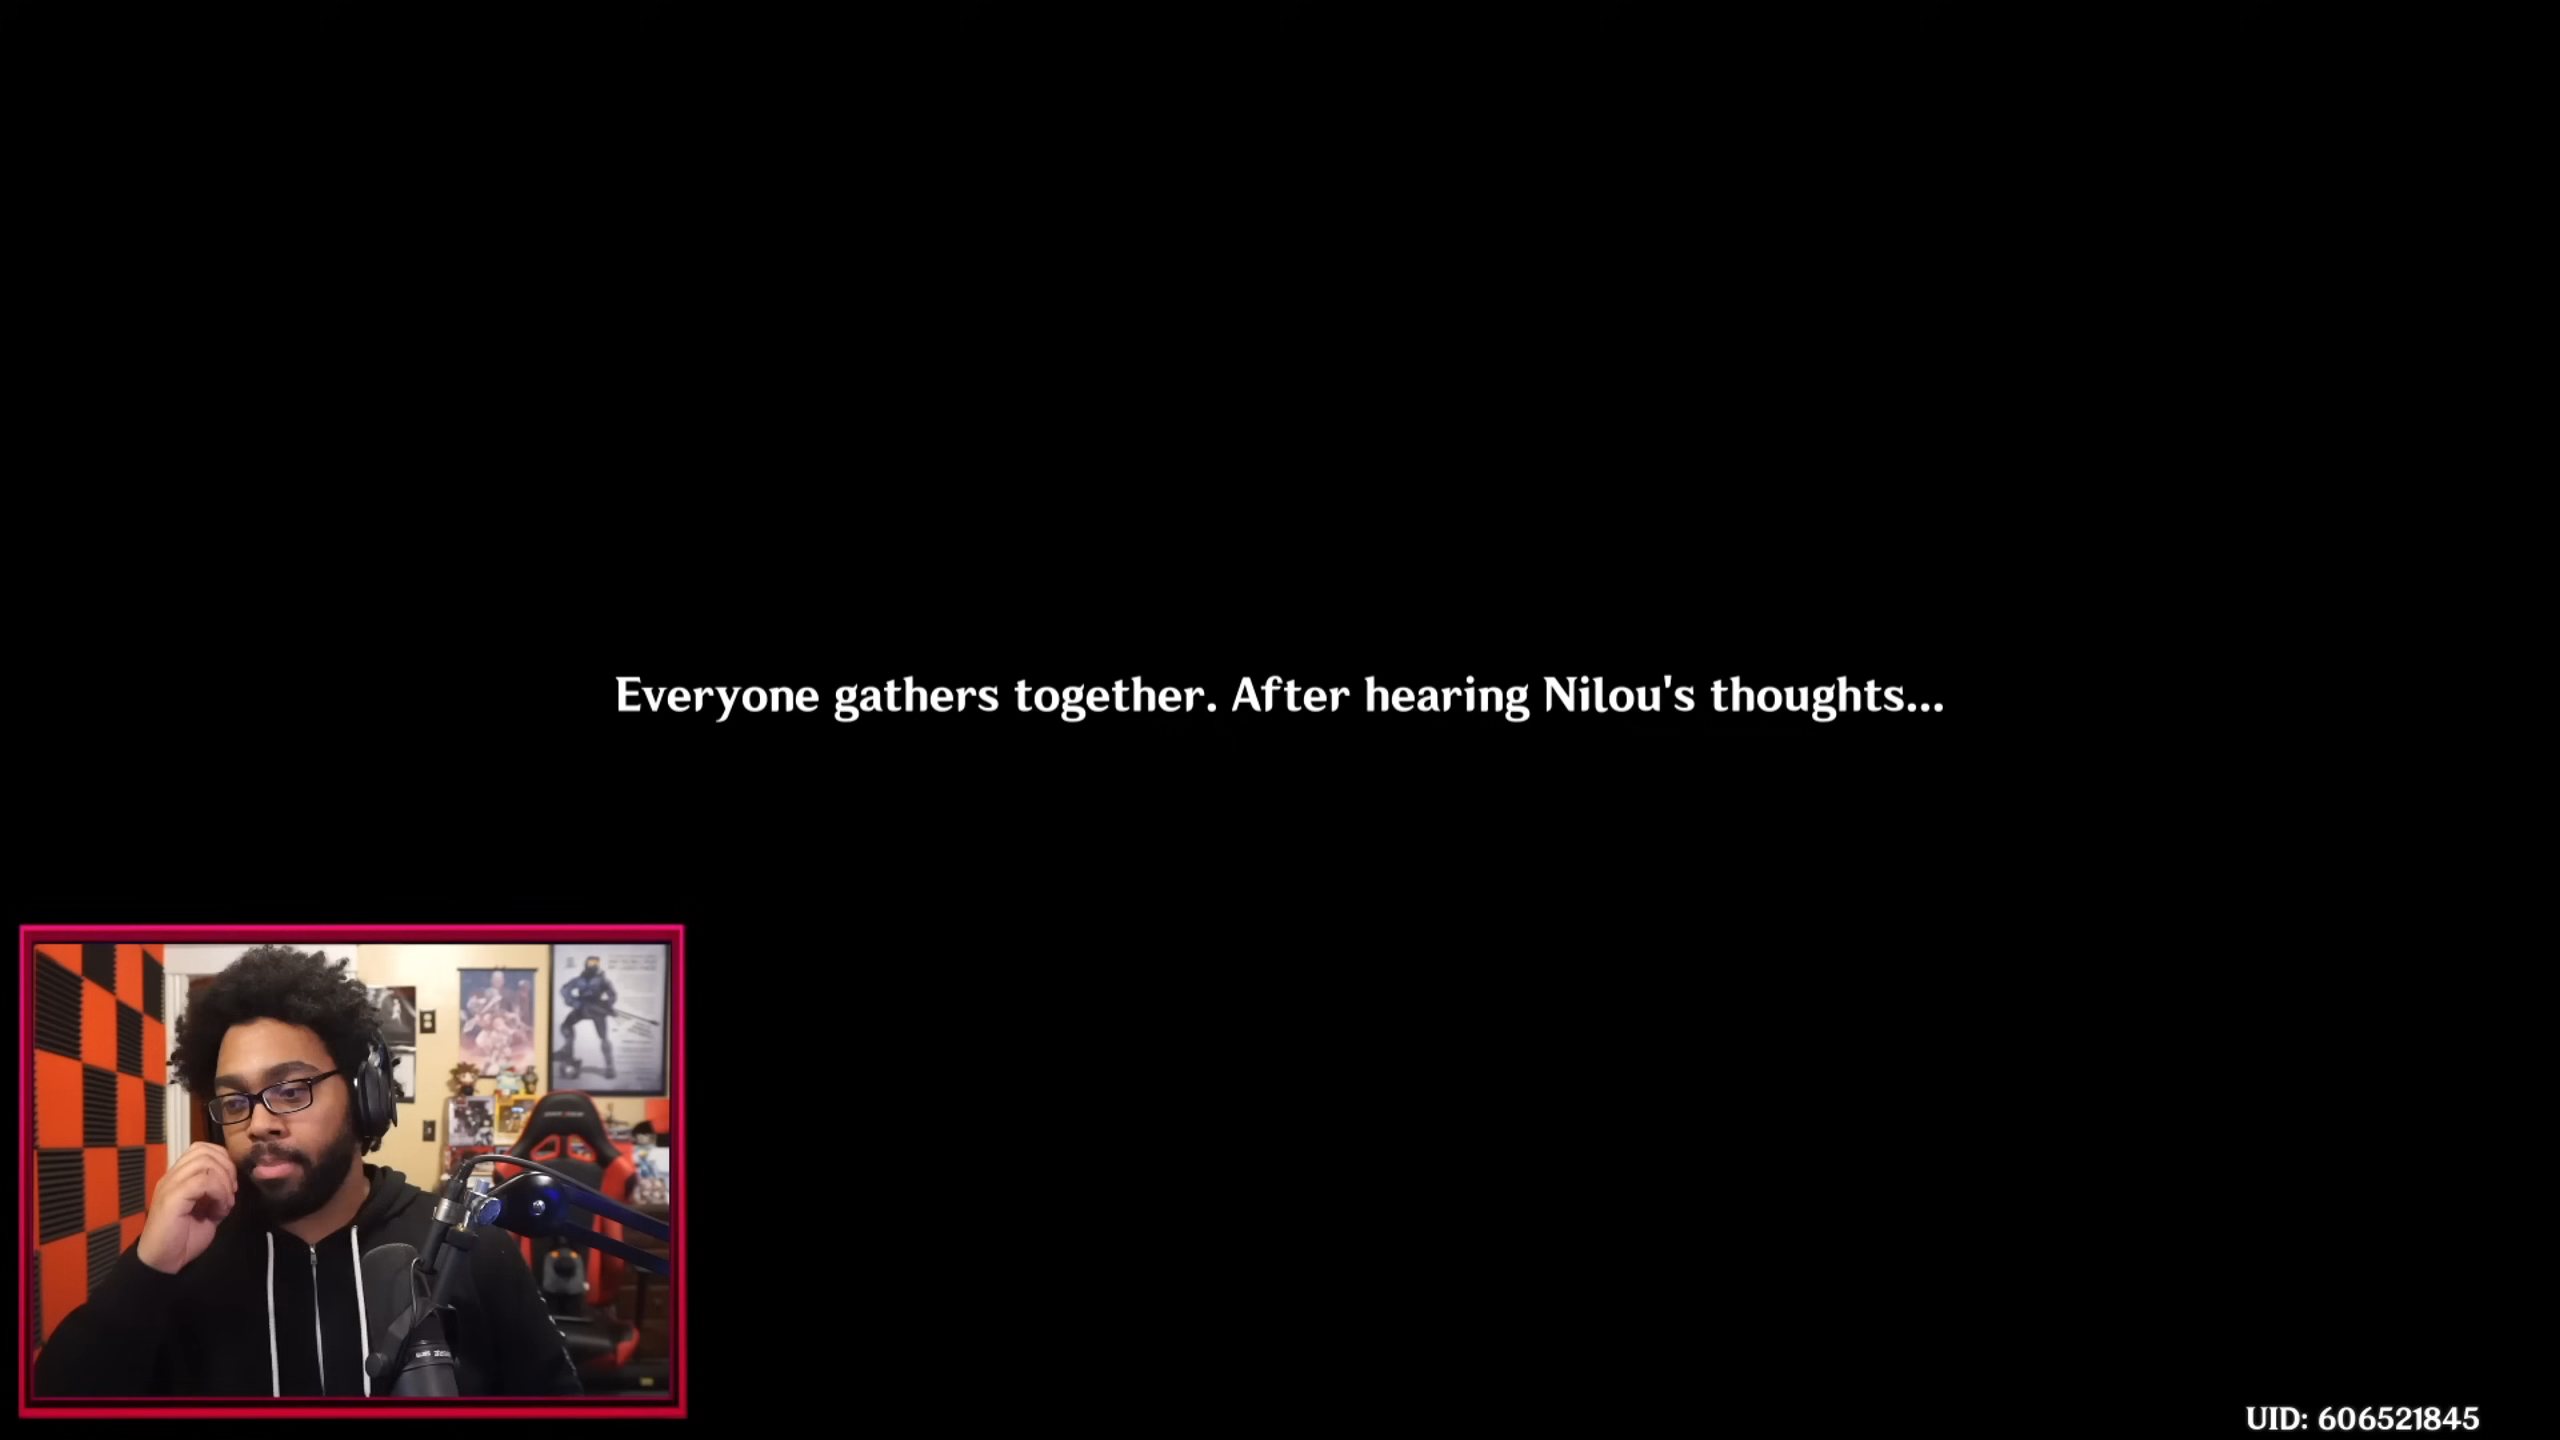 Everyone gathers together. After hearing Nilou's thoughts...
UID: 606521845